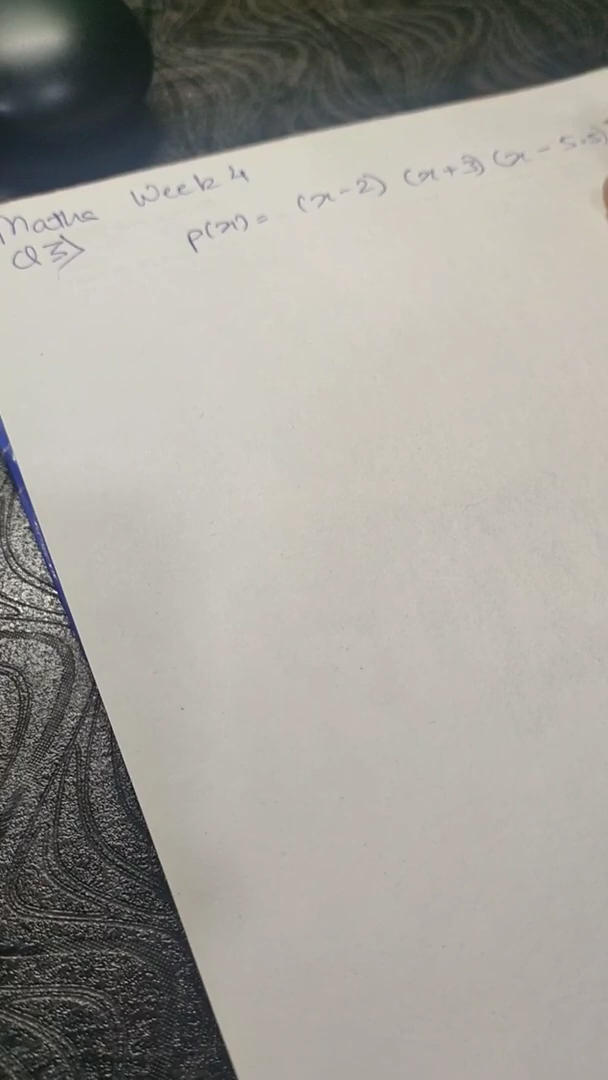 Maths Week 4
Q3> p(x) = (x-2) (x+3) (x-5.5)